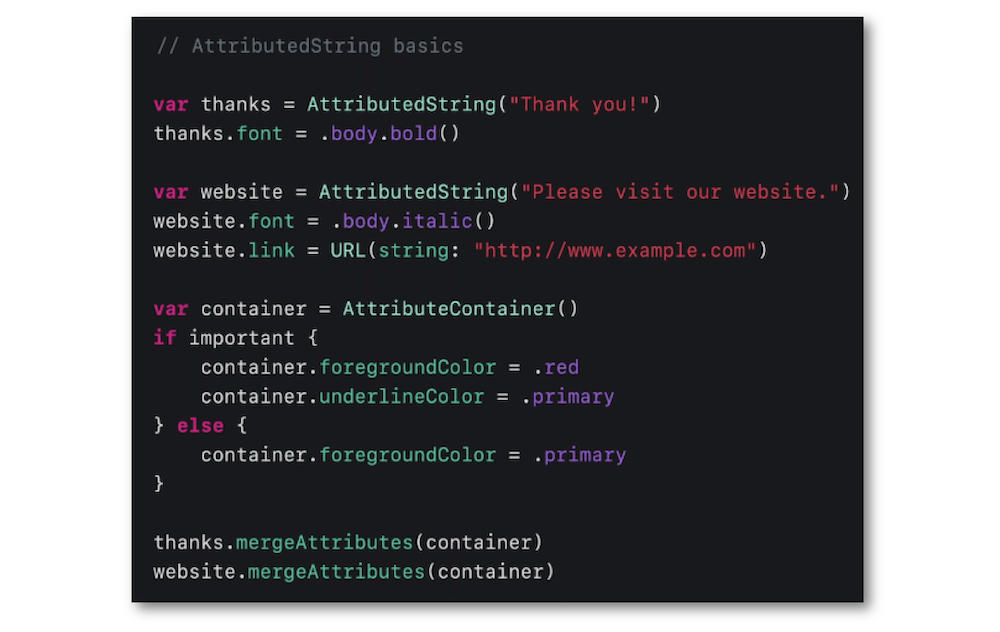 // AttributedString basics
var thanks = AttributedString("Thank you!")
thanks.font = .body.bold()
var website = AttributedString("Please visit our website.")
website.font = .body.italic()
website.link = URL(string: "http://www.example.com")
var container = AttributeContainer()
if important {
    container.foregroundColor = .red
    container.underlineColor = .primary
} else {
    container.foregroundColor = .primary
}
thanks.mergeAttributes(container)
website.mergeAttributes(container)